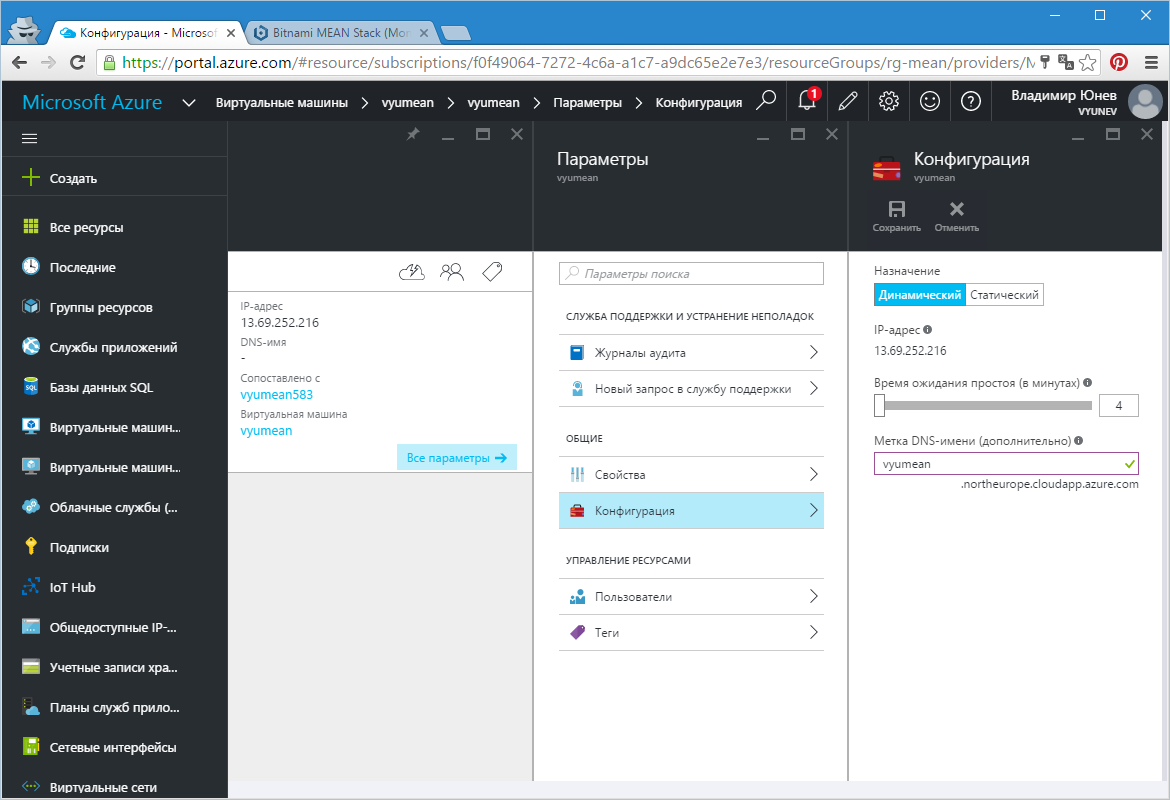 Конфигурация - Microsof
Bitnami MEAN Stack (Mon
https://portal.azure.com/#resource/subscriptions/f0f49064-7272-4c6a-a1c7-a9dc65e2e7e3/resourceGroups/rg-mean/providers/M
Microsoft Azure
Виртуальные машины > vyumean > vyumean > Параметры > Конфигурация
1
Владимир Юнев
VYUNEV
Создать
Все ресурсы
Последние
Группы ресурсов
Службы приложений
Базы данных SQL
Виртуальные машин...
Виртуальные машин...
Облачные службы (...
Подписки
IoT Hub
Общедоступные IP-...
Учетные записи хра...
Планы служб прило...
Сетевые интерфейсы
Виртуальные сети
IP-адрес
13.69.252.216
DNS-имя
-
Сопоставлено с
vyumean583
Виртуальная машина
vyumean
Все параметры
Параметры
vyumean
Параметры поиска
СЛУЖБА ПОДДЕРЖКИ И УСТРАНЕНИЕ НЕПОЛАДОК
Журналы аудита
Новый запрос в службу поддержки
ОБЩИЕ
Свойства
Конфигурация
УПРАВЛЕНИЕ РЕСУРСАМИ
Пользователи
Теги
Конфигурация
vyumean
Сохранить Отменить
Назначение
Динамический Статический
IP-адрес
13.69.252.216
Время ожидания простоя (в минутах)
4
Метка DNS-имени (дополнительно)
vyumean
.northeurope.cloudapp.azure.com